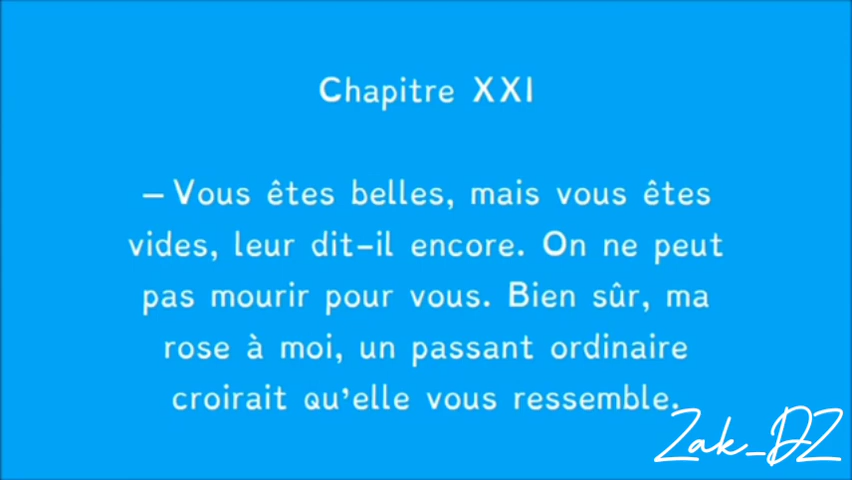 Chapitre XXI
– Vous êtes belles, mais vous êtes
vides, leur dit-il encore. On ne peut
pas mourir pour vous. Bien sûr, ma
rose à moi, un passant ordinaire
croirait qu'elle vous ressemble.
Zak_DZ